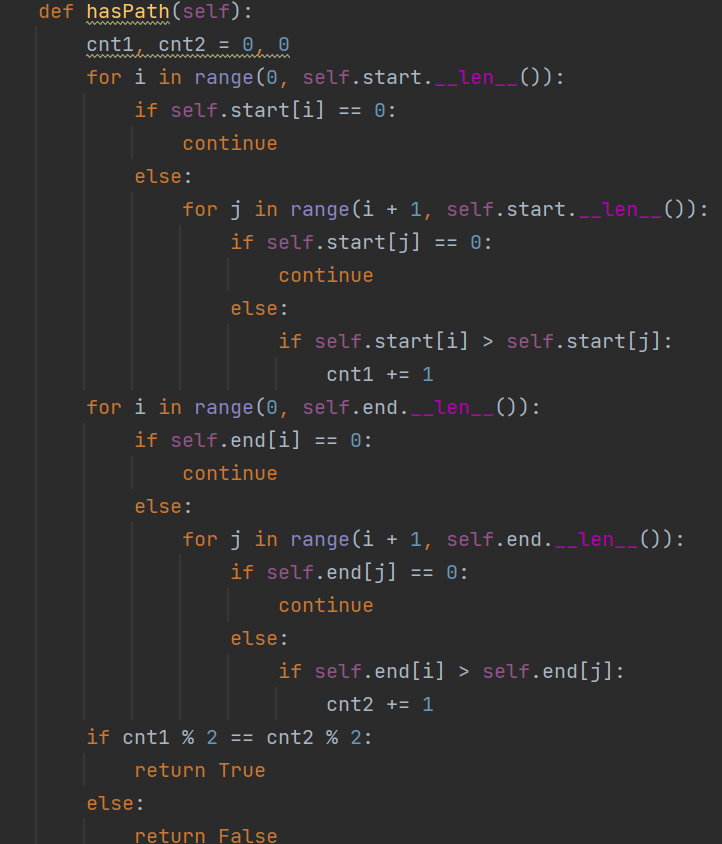 def hasPath(self):
    cnt1, cnt2 = 0, 0
    for i in range(0, self.start.__len__()):
        if self.start[i] == 0:
            continue
        else:
            for j in range(i + 1, self.start.__len__()):
                if self.start[j] == 0:
                    continue
                else:
                    if self.start[i] > self.start[j]:
                        cnt1 += 1
    for i in range(0, self.end.__len__()):
        if self.end[i] == 0:
            continue
        else:
            for j in range(i + 1, self.end.__len__()):
                if self.end[j] == 0:
                    continue
                else:
                    if self.end[i] > self.end[j]:
                        cnt2 += 1
    if cnt1 % 2 == cnt2 % 2:
        return True
    else:
        return False